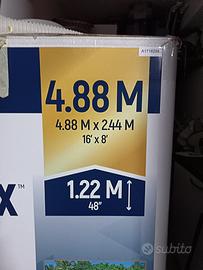 4.88 M
4.88 M x 2.44 M
16' x 8'
X™
1.22 M
48"
subito